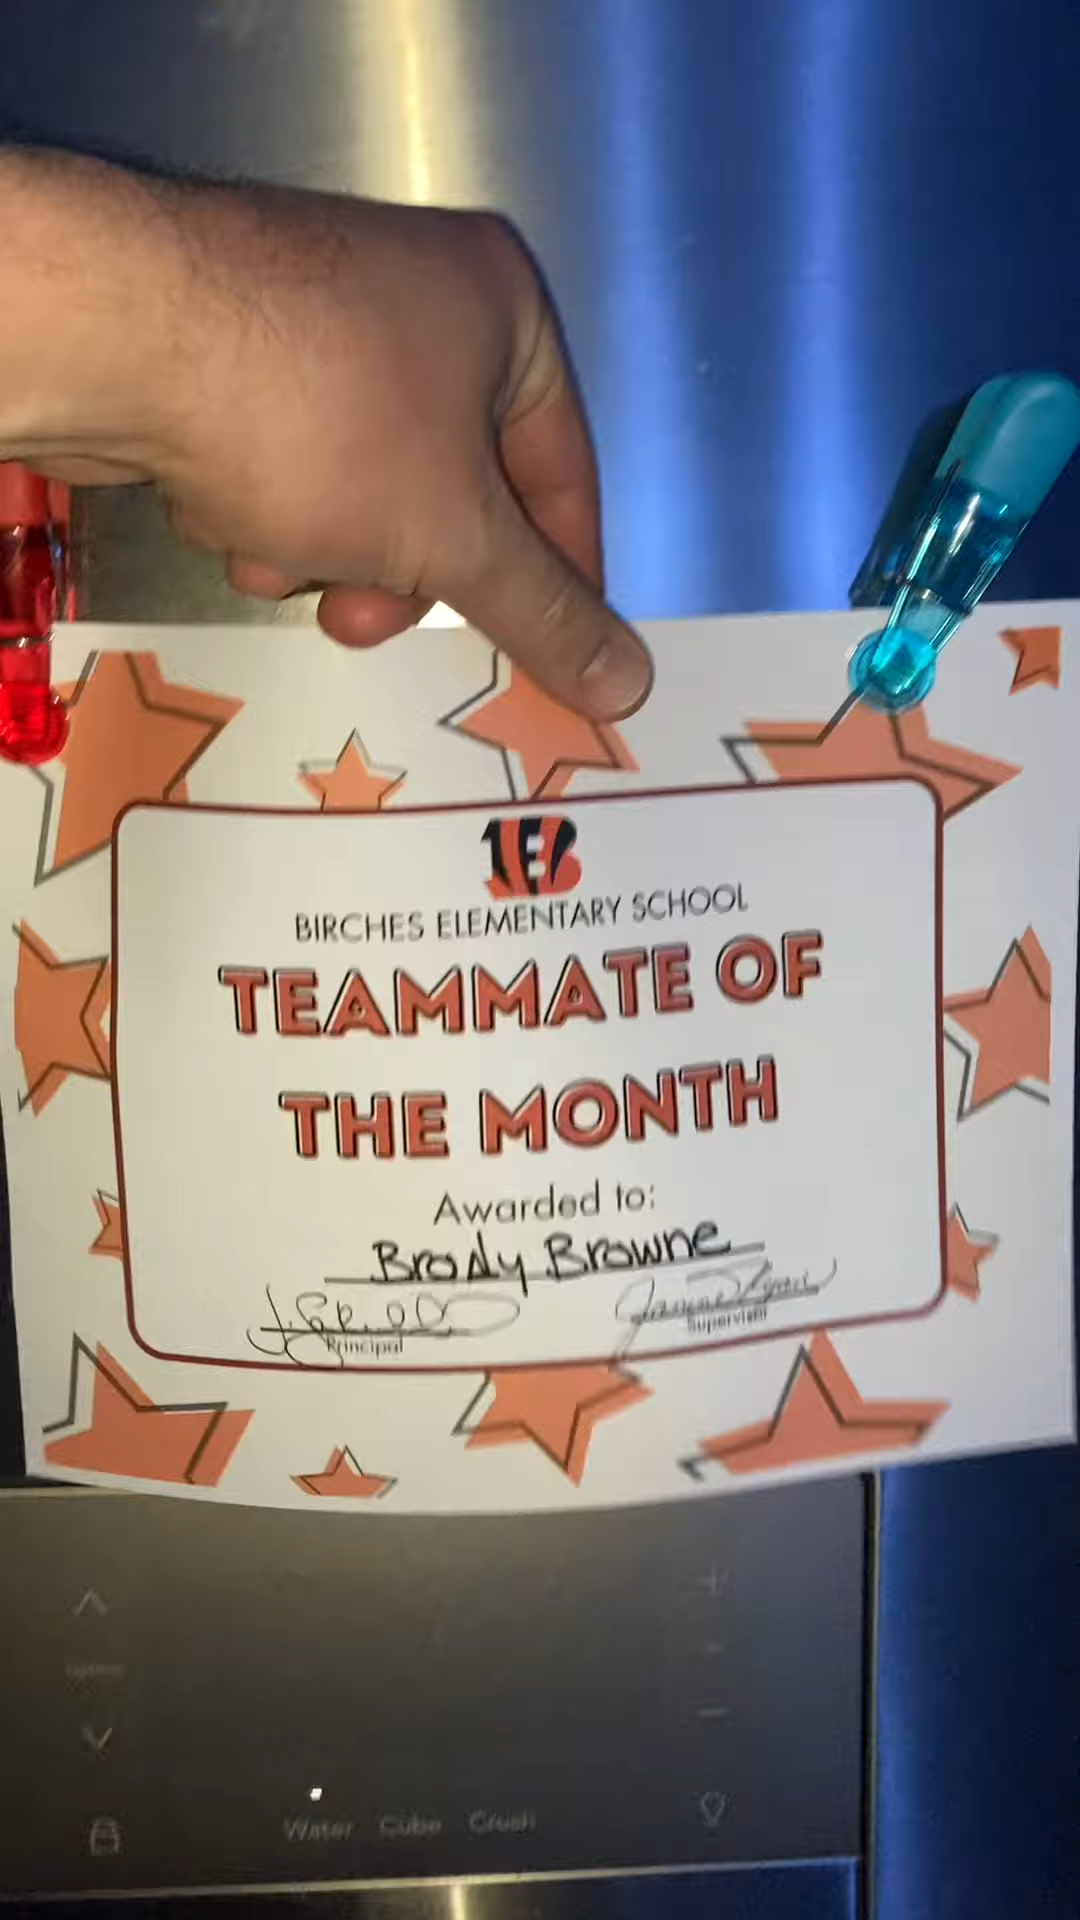 BIRCHES ELEMENTARY SCHOOL
TEAMMATE OF
THE MONTH
Awarded to:
Brody Browne
Principal
Supervisor
Water Cube Crush